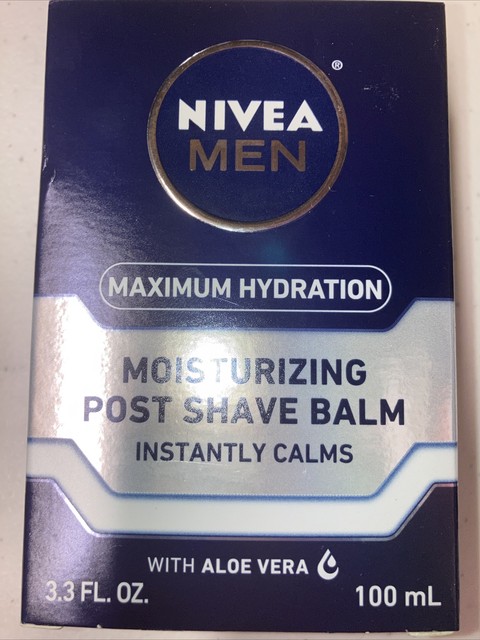 NIVEA
®
MEN
MAXIMUM HYDRATION
MOISTURIZING
POST SHAVE BALM
INSTANTLY CALMS
WITH ALOE VERA
3.3 FL. OZ. 100 mL